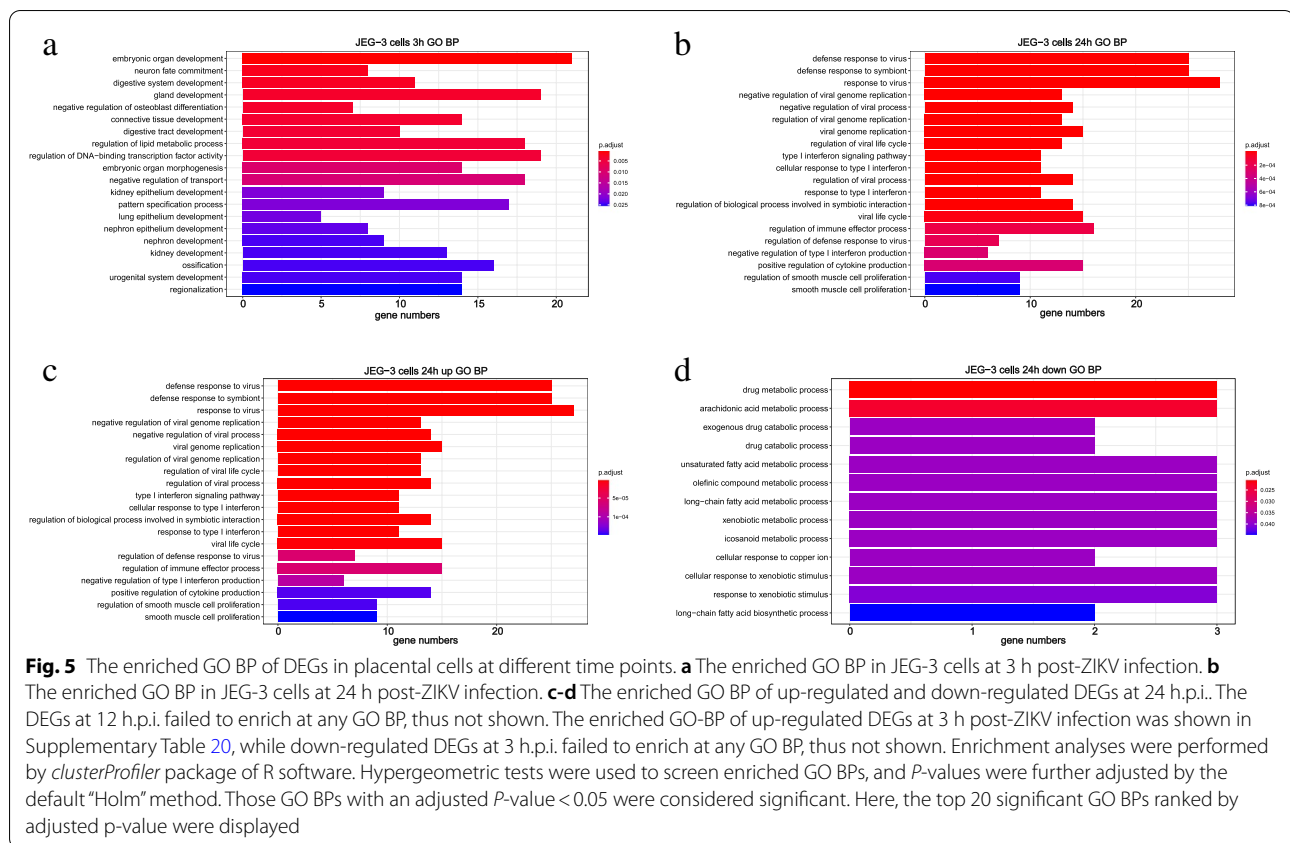 a
JEG-3 cells 3h GO BP
embryonic organ development
neuron fate commitment
digestive system development
gland development
negative regulation of osteoblast differentiation
connective tissue development
digestive tract development
regulation of lipid metabolic process
regulation of DNA-binding transcription factor activity
embryonic organ morphogenesis
negative regulation of transport
kidney epithelium development
pattern specification process
lung epithelium development
nephron epithelium development
nephron development
kidney development
ossification
urogenital system development
regionalization
0 5 10 15 20
gene numbers
p.adjust
0.005
0.010
0.015
0.020
0.025
b
JEG-3 cells 24h GO BP
defense response to virus
defense response to symbiont
response to virus
negative regulation of viral genome replication
negative regulation of viral process
regulation of viral genome replication
viral genome replication
regulation of viral life cycle
type I interferon signaling pathway
cellular response to type I interferon
regulation of viral process
response to type I interferon
regulation of biological process involved in symbiotic interaction
viral life cycle
regulation of immune effector process
regulation of defense response to virus
negative regulation of type I interferon production
positive regulation of cytokine production
regulation of smooth muscle cell proliferation
smooth muscle cell proliferation
0 10 20
gene numbers
p.adjust
2e-04
4e-04
6e-04
8e-04
c
JEG-3 cells 24h up GO BP
defense response to virus
defense response to symbiont
response to virus
negative regulation of viral genome replication
negative regulation of viral process
viral genome replication
regulation of viral genome replication
regulation of viral life cycle
regulation of viral process
type I interferon signaling pathway
cellular response to type I interferon
regulation of biological process involved in symbiotic interaction
response to type I interferon
viral life cycle
regulation of defense response to virus
regulation of immune effector process
negative regulation of type I interferon production
positive regulation of cytokine production
regulation of smooth muscle cell proliferation
smooth muscle cell proliferation
0 10 20
gene numbers
p.adjust
5e-05
1e-04
d
JEG-3 cells 24h down GO BP
drug metabolic process
arachidonic acid metabolic process
exogenous drug catabolic process
drug catabolic process
unsaturated fatty acid metabolic process
olefinic compound metabolic process
long-chain fatty acid metabolic process
xenobiotic metabolic process
icosanoid metabolic process
cellular response to copper ion
cellular response to xenobiotic stimulus
response to xenobiotic stimulus
long-chain fatty acid biosynthetic process
0 1 2 3
gene numbers
p.adjust
0.025
0.030
0.035
0.040
Fig. 5 The enriched GO BP of DEGs in placental cells at different time points. a The enriched GO BP in JEG-3 cells at 3 h post-ZIKV infection. b
The enriched GO BP in JEG-3 cells at 24 h post-ZIKV infection. c-d The enriched GO BP of up-regulated and down-regulated DEGs at 24 h.p.i.. The
DEGs at 12 h.p.i. failed to enrich at any GO BP, thus not shown. The enriched GO-BP of up-regulated DEGs at 3 h post-ZIKV infection was shown in
Supplementary Table 20, while down-regulated DEGs at 3 h.p.i. failed to enrich at any GO BP, thus not shown. Enrichment analyses were performed
by clusterProfiler package of R software. Hypergeometric tests were used to screen enriched GO BPs, and P-values were further adjusted by the
default "Holm" method. Those GO BPs with an adjusted P-value < 0.05 were considered significant. Here, the top 20 significant GO BPs ranked by
adjusted p-value were displayed